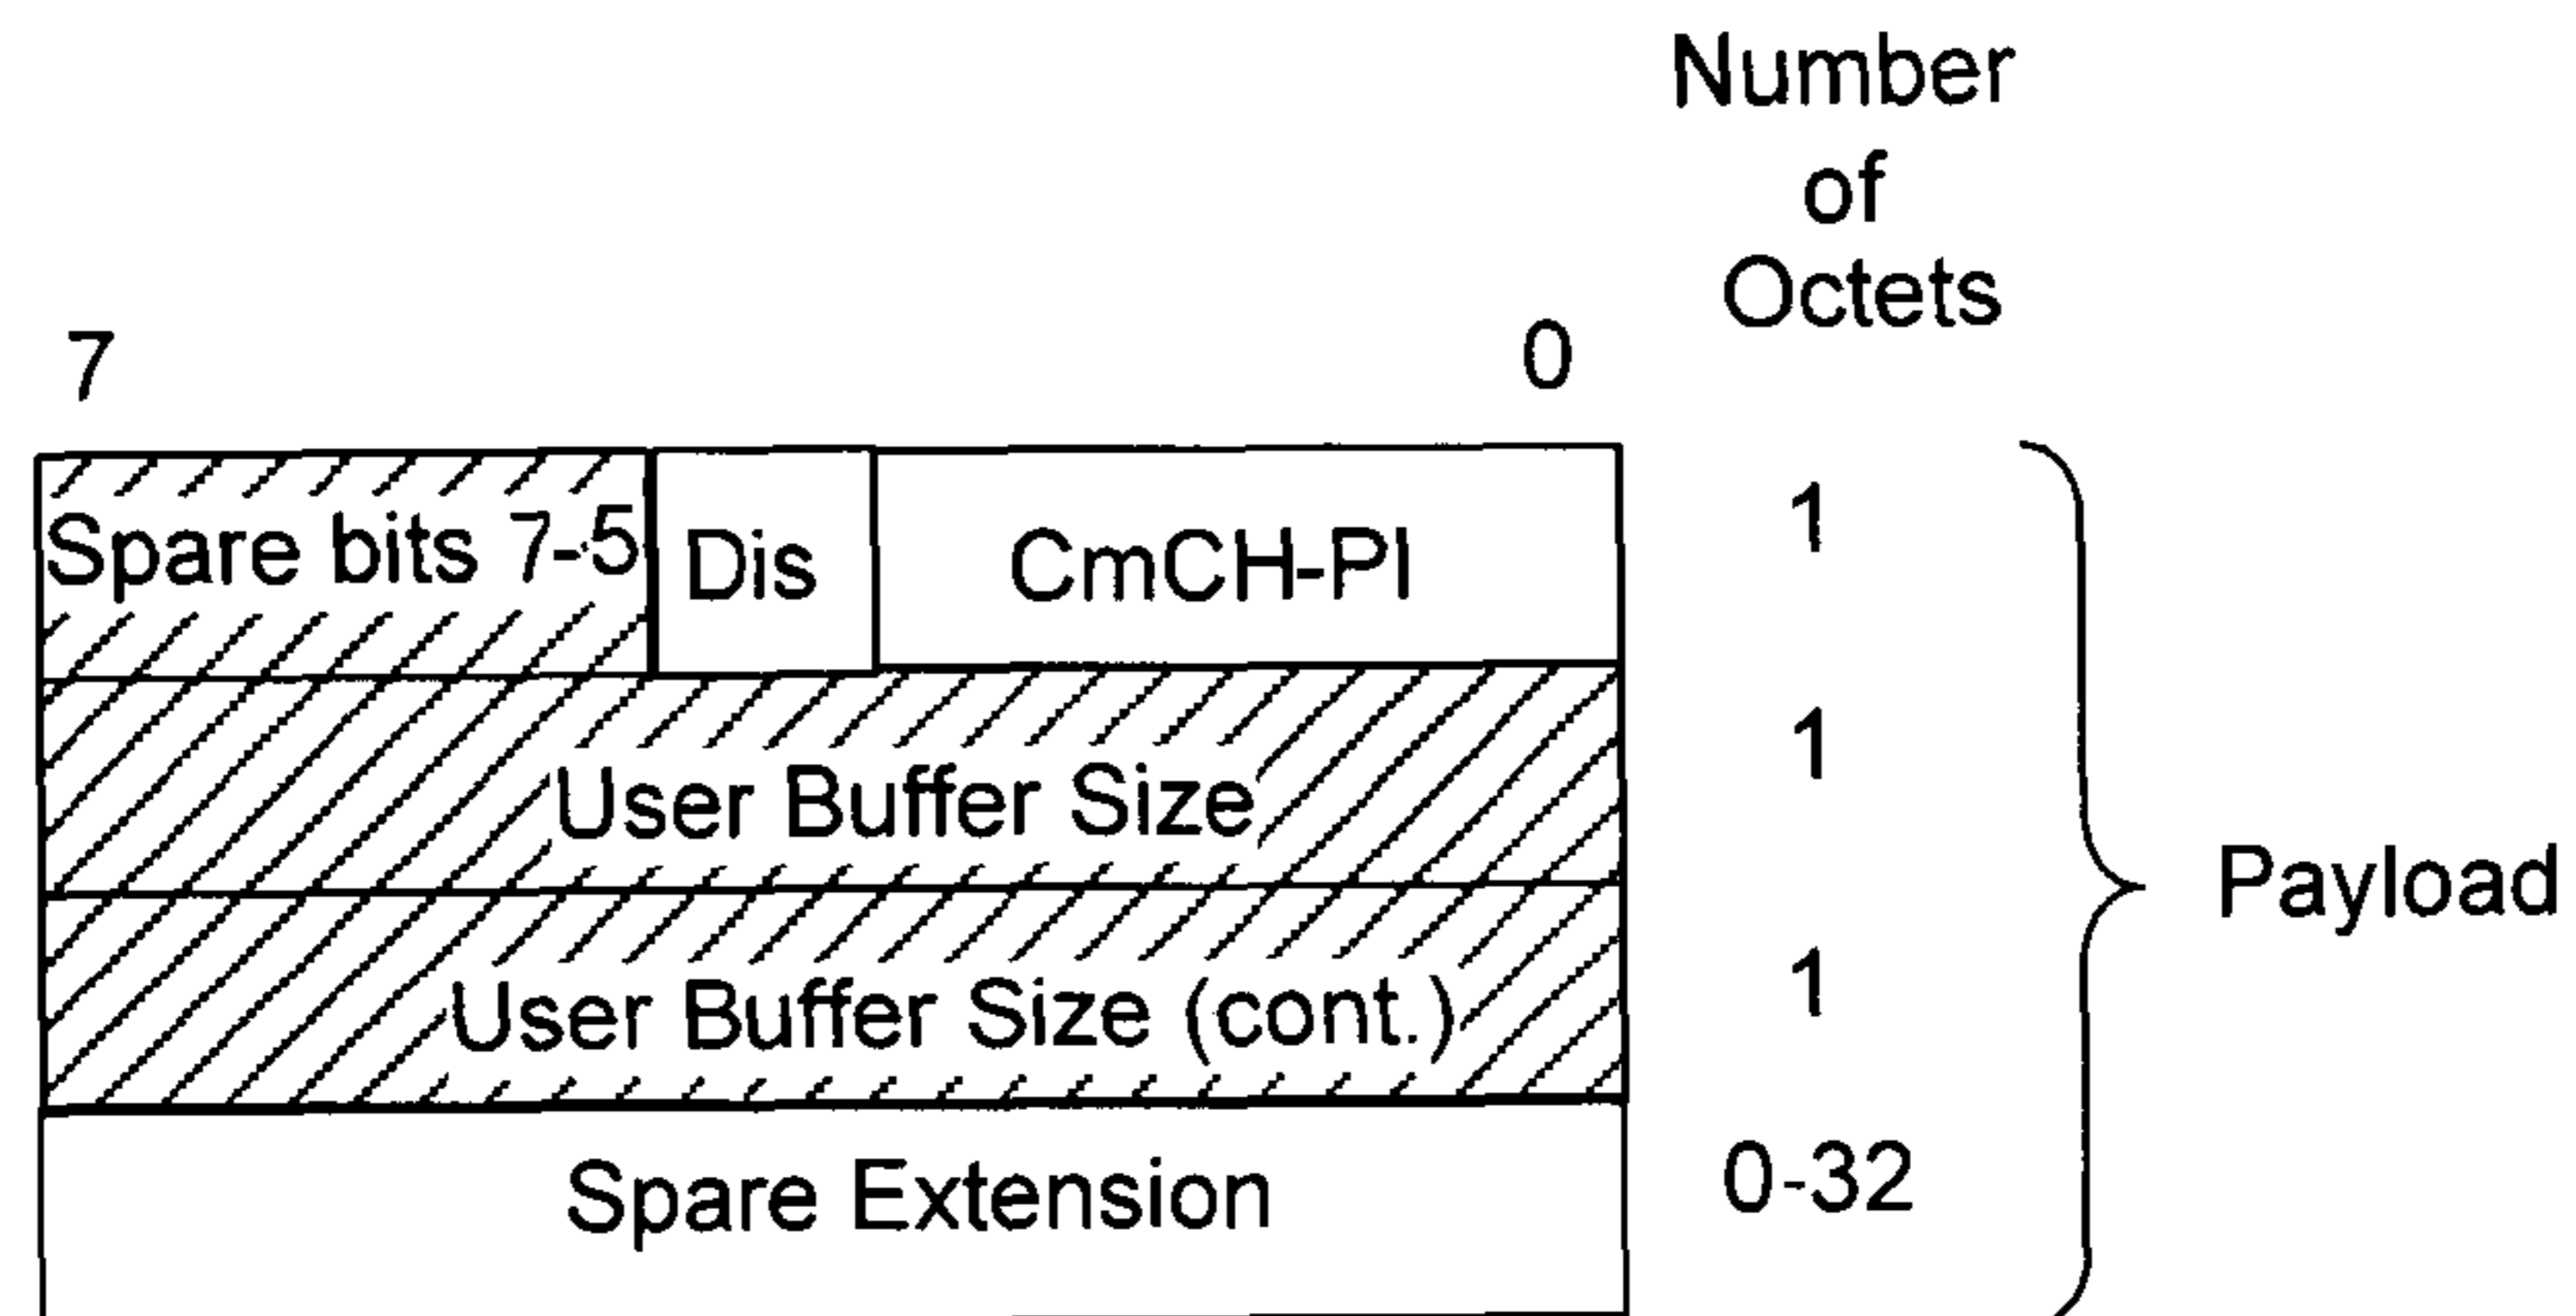 Number
of
Octets
7 0
Spare bits 7-5 Dis CmCH-PI 1
User Buffer Size 1
User Buffer Size (cont.) 1
Payload
Spare Extension 0-32